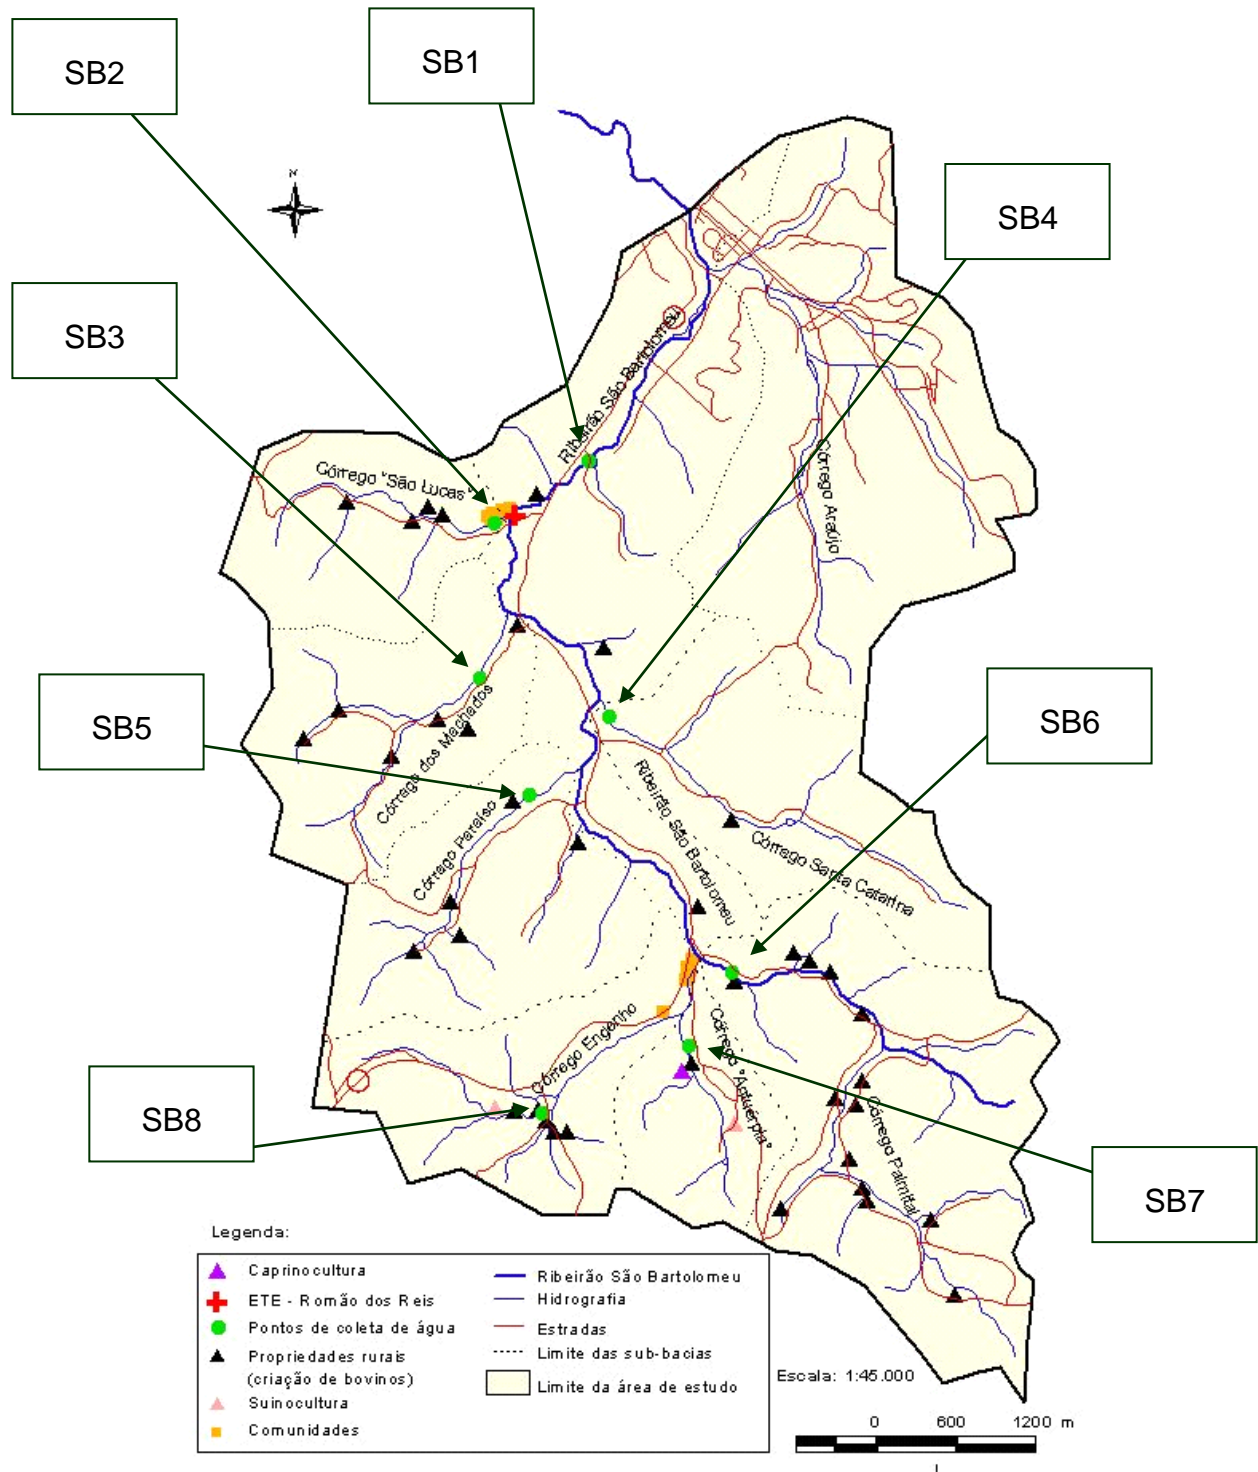 SB2
SB1
SB4
N
SB3
Ribeirão São Bartolomeu
Córrego "São Lucas"
Córrego Araújo
SB5
Córrego dos Machados
SB6
Ribeirão São Bartolomeu
Córrego Paraíso
Córrego Santa Catarina
Córrego Engenho
Córrego "Antuérpia"
Córrego Palmital
SB8
SB7
Legenda:
Caprinocultura
ETE - Romão dos Reis
Pontos de coleta de água
Propriedades rurais
(criação de bovinos)
Suinocultura
Comunidades
Ribeirão São Bartolomeu
Hidrografia
Estradas
Limite das sub-bacias
Limite da área de estudo
Escala: 1:45.000
0 600 1200 m